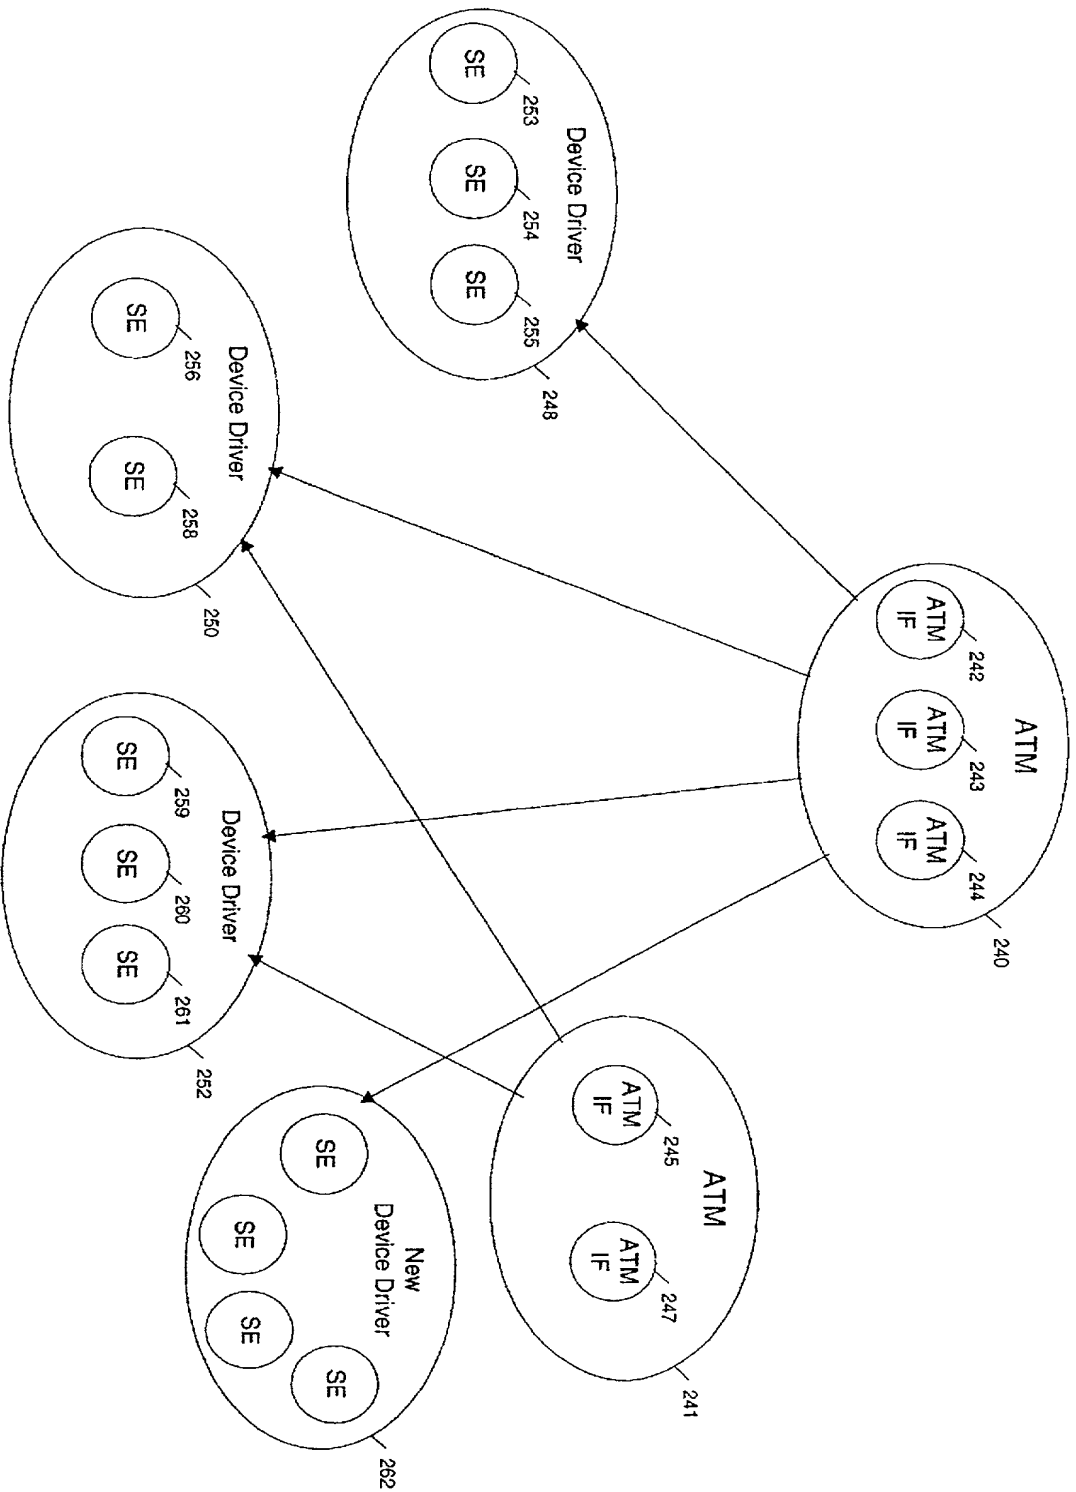 ATM
ATM
IF
242
ATM
IF
243
ATM
IF
244
240
ATM
ATM
IF
245
ATM
IF
247
241
Device Driver
SE
253
SE
254
SE
255
248
Device Driver
SE
256
SE
258
250
Device Driver
SE
259
SE
260
SE
261
252
New
Device Driver
SE
SE
SE
SE
262